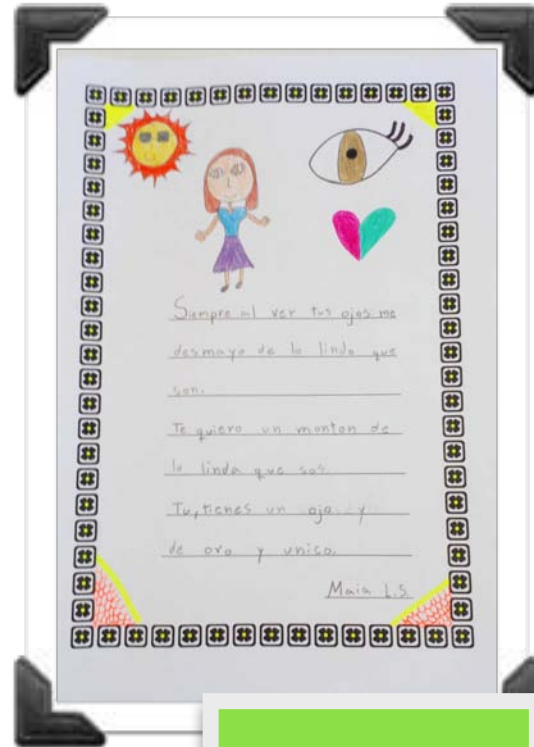 Siempre al ver tus ojos me
desmayo de lo linda que
son.
Te quiero un monton de
lo linda que sos.
Tu, tienes un ojo y
de oro y unico.
Maia L.S.